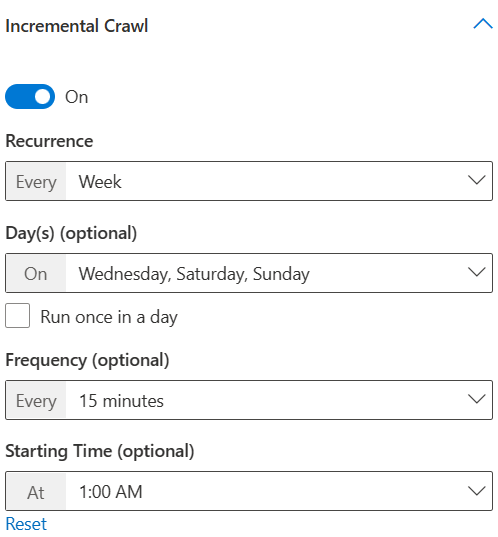 Incremental Crawl
On
Recurrence
Every Week
Day(s) (optional)
On Wednesday, Saturday, Sunday
Run once in a day
Frequency (optional)
Every 15 minutes
Starting Time (optional)
At 1:00 AM
Reset